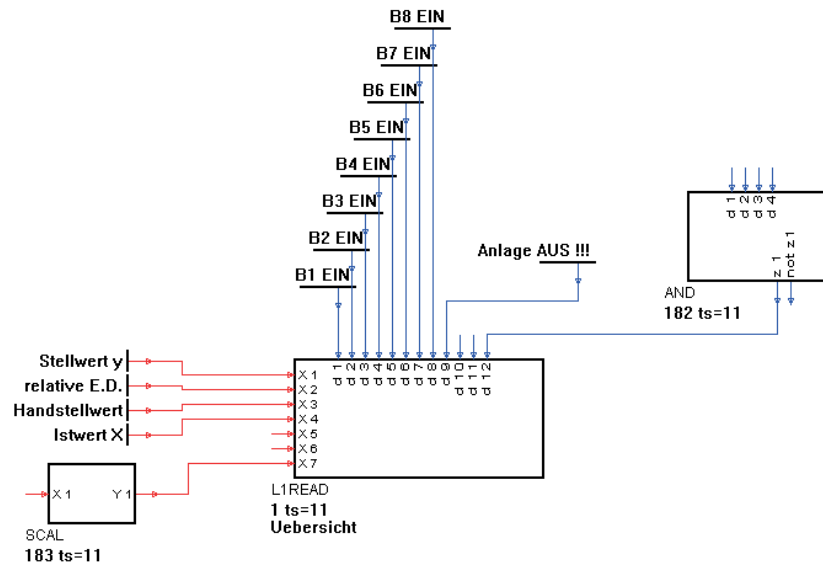 B8 EIN
B7 EIN
B6 EIN
B5 EIN
B4 EIN
B3 EIN
B2 EIN
B1 EIN
Anlage AUS !!!
d 1
d 2
d 3
d 4
z 1
not z 1
AND
182 ts=11
Stellwert y
relative E.D.
Handstellwert
Istwert X
X 1
X 2
X 3
X 4
X 5
X 6
X 7
d 1
d 2
d 3
d 4
d 5
d 6
d 7
d 8
d 9
d 10
d 11
d 12
L1READ
1 ts=11
Uebersicht
X 1
Y 1
SCAL
183 ts=11